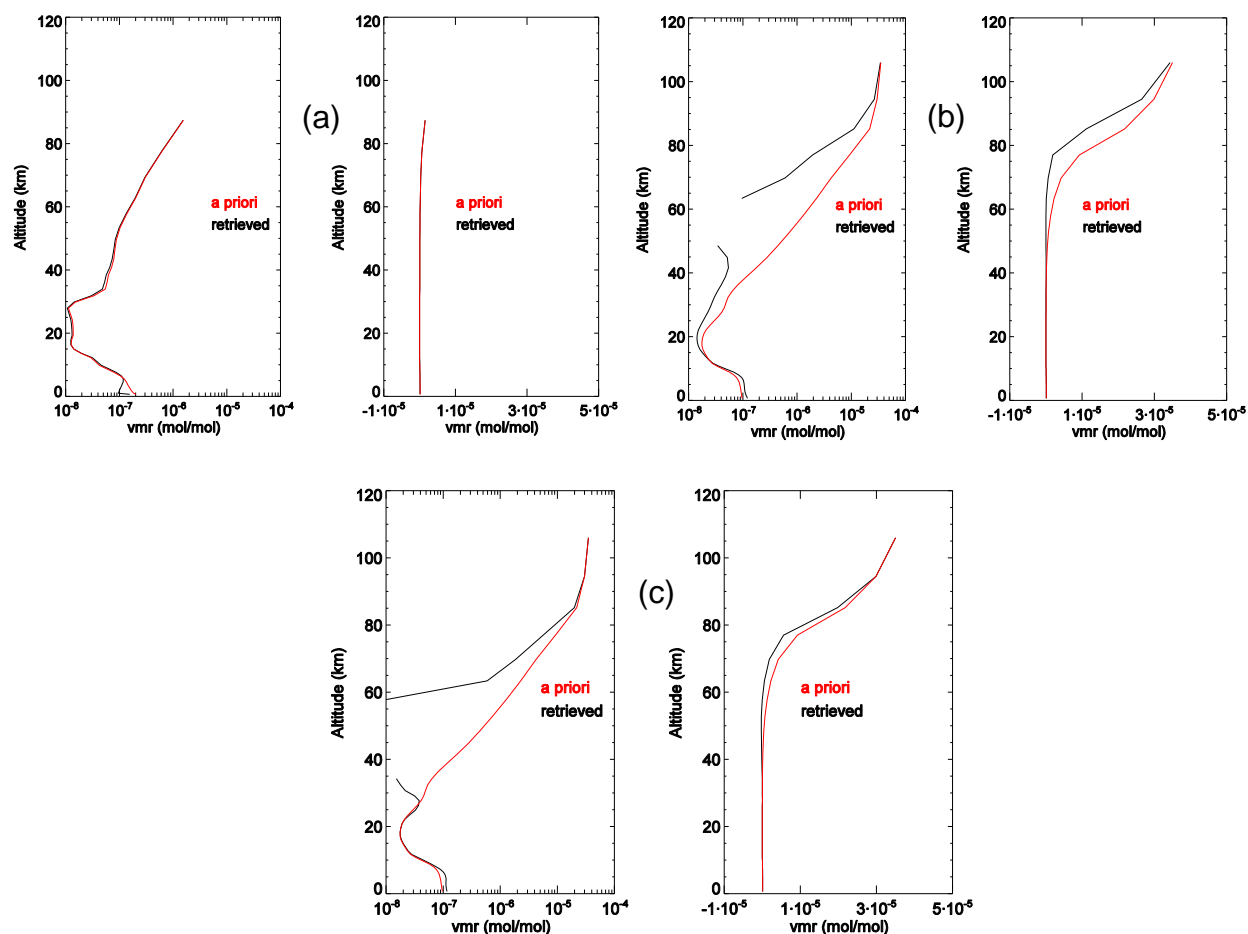 120
100
80
60
40
20
0
Altitude (km)
a priori
retrieved
10⁻⁸ 10⁻⁷ 10⁻⁶ 10⁻⁵ 10⁻⁴
vmr (mol/mol)
(a)
120
100
80
60
40
20
0
Altitude (km)
a priori
retrieved
-1·10⁻⁵ 1·10⁻⁵ 3·10⁻⁵ 5·10⁻⁵
vmr (mol/mol)
120
100
80
60
40
20
0
Altitude (km)
a priori
retrieved
10⁻⁸ 10⁻⁷ 10⁻⁶ 10⁻⁵ 10⁻⁴
vmr (mol/mol)
(b)
120
100
80
60
40
20
0
Altitude (km)
a priori
retrieved
-1·10⁻⁵ 1·10⁻⁵ 3·10⁻⁵ 5·10⁻⁵
vmr (mol/mol)
120
100
80
60
40
20
0
Altitude (km)
a priori
retrieved
10⁻⁸ 10⁻⁷ 10⁻⁶ 10⁻⁵ 10⁻⁴
vmr (mol/mol)
(c)
120
100
80
60
40
20
0
Altitude (km)
a priori
retrieved
-1·10⁻⁵ 1·10⁻⁵ 3·10⁻⁵ 5·10⁻⁵
vmr (mol/mol)